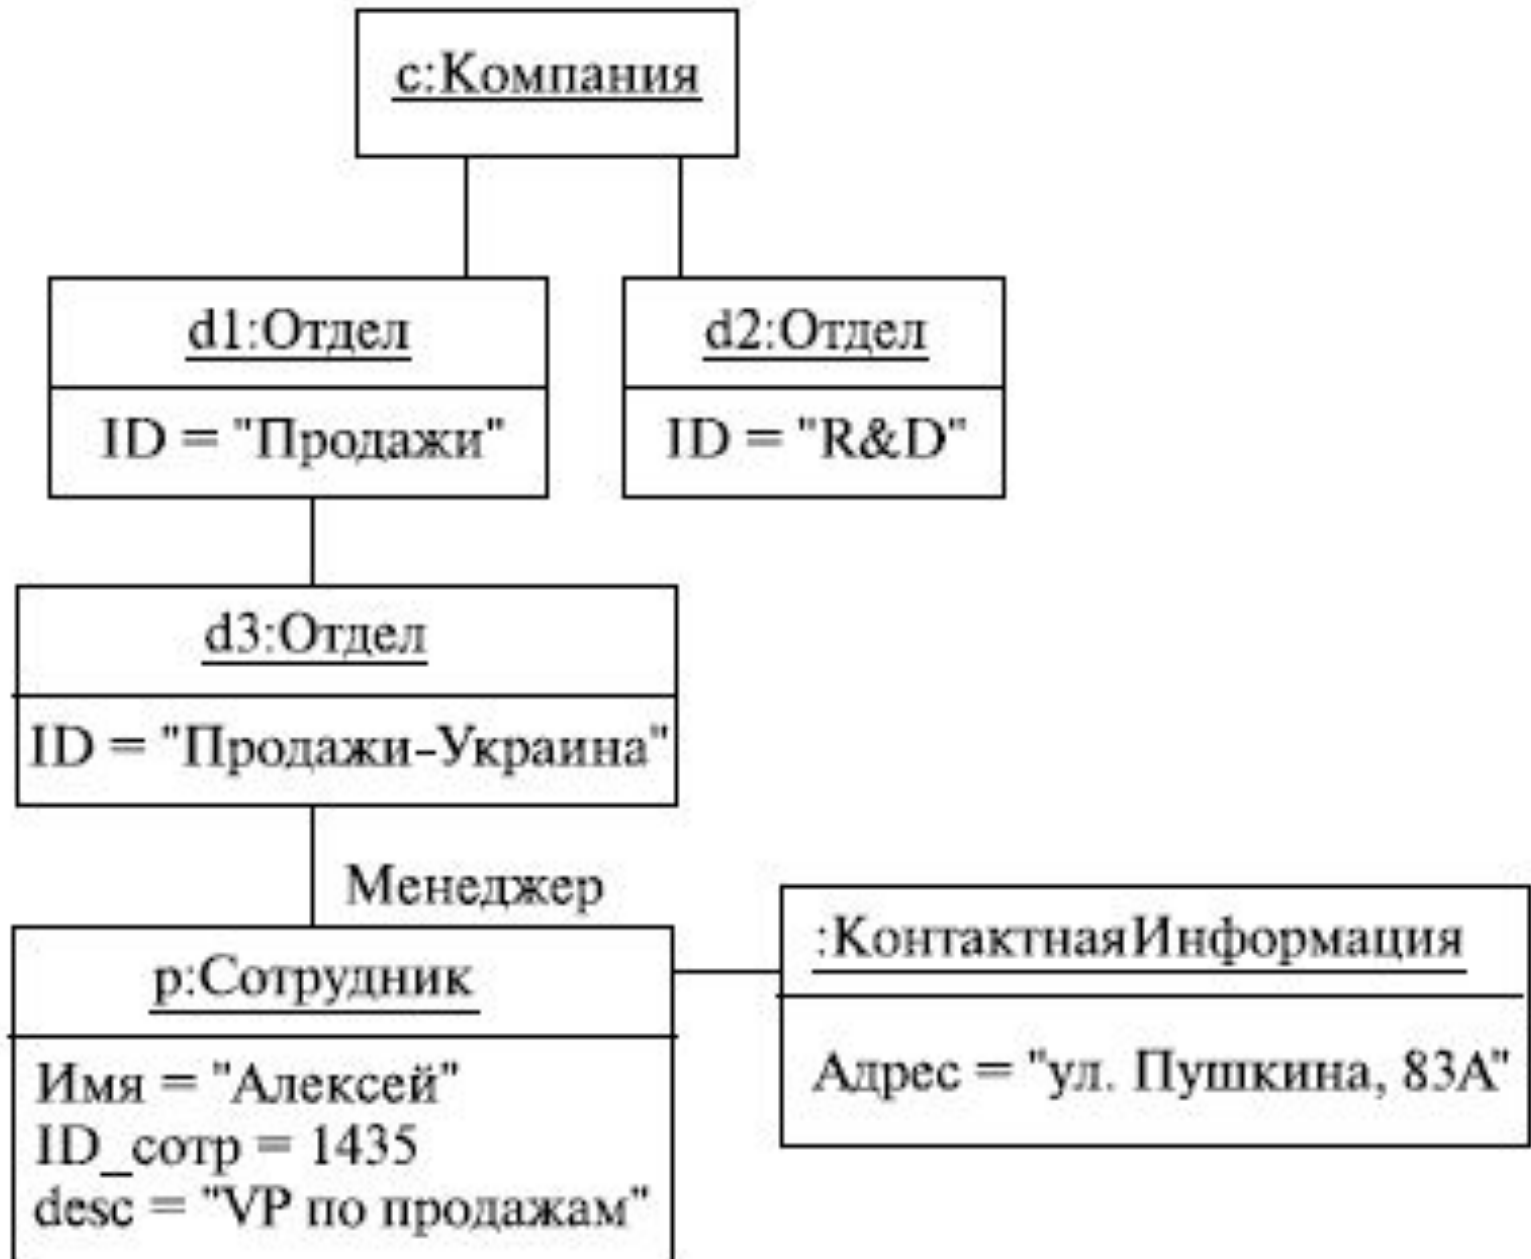 c:Компания
d1:Отдел
ID = "Продажи"
d2:Отдел
ID = "R&D"
d3:Отдел
ID = "Продажи-Украина"
Менеджер
p:Сотрудник
Имя = "Алексей"
ID_сотр = 1435
desc = "VP по продажам"
:КонтактнаяИнформация
Адрес = "ул. Пушкина, 83А"